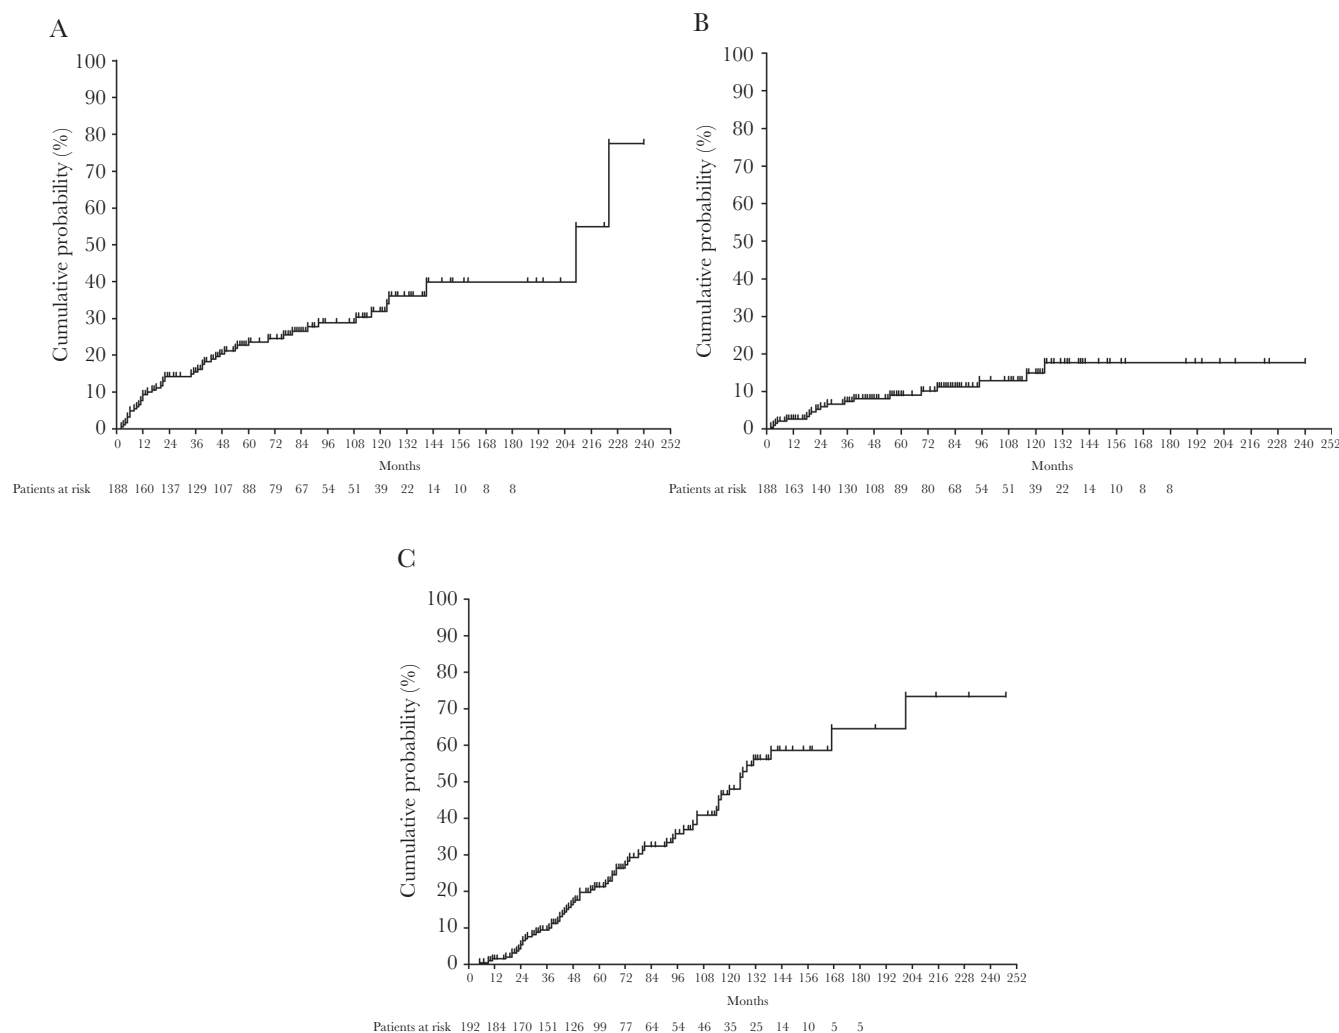 A
Cumulative probability (%)
100
90
80
70
60
50
40
30
20
10
0
0 12 24 36 48 60 72 84 96 108 120 132 144 156 168 180 192 204 216 228 240 252
Months
Patients at risk 188 160 137 129 107 88 79 67 54 51 39 22 14 10 8 8
B
Cumulative probability (%)
100
90
80
70
60
50
40
30
20
10
0
0 12 24 36 48 60 72 84 96 108 120 132 144 156 168 180 192 204 216 228 240 252
Months
Patients at risk 188 163 140 130 108 89 80 68 54 51 39 22 14 10 8 8
C
Cumulative probability (%)
100
90
80
70
60
50
40
30
20
10
0
0 12 24 36 48 60 72 84 96 108 120 132 144 156 168 180 192 204 216 228 240 252
Months
Patients at risk 192 184 170 151 126 99 77 64 54 46 35 25 14 10 5 5